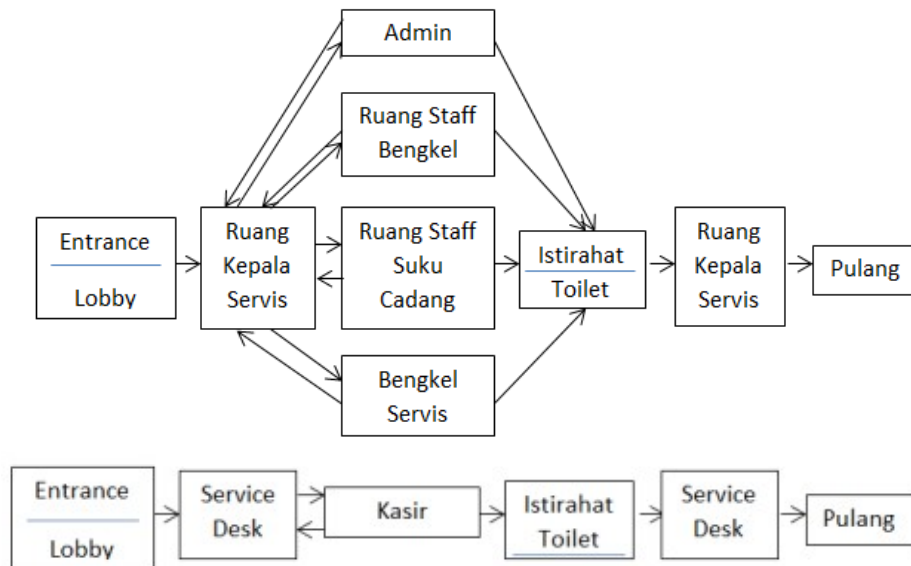 Admin
Ruang Staff
Bengkel
Entrance
Lobby
Ruang
Kepala
Servis
Ruang Staff
Suku
Cadang
Istirahat
Toilet
Ruang
Kepala
Servis
Pulang
Bengkel
Servis
Entrance
Lobby
Service
Desk
Kasir
Istirahat
Toilet
Service
Desk
Pulang